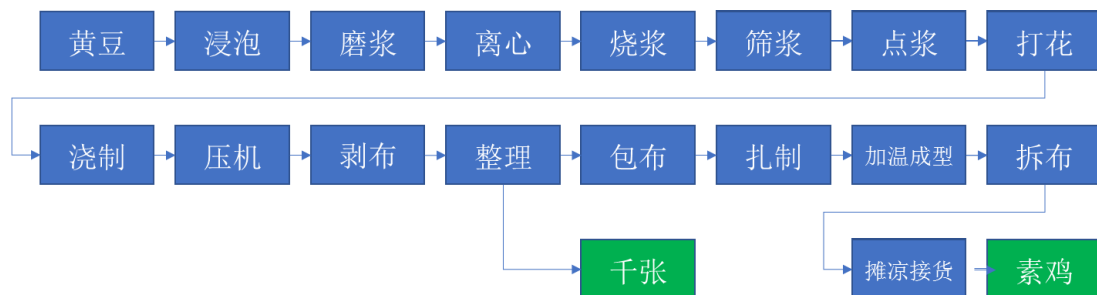 黄豆 浸泡 磨浆 离心 烧浆 筛浆 点浆 打花
浇制 压机 剥布 整理 包布 扎制 加温成型 拆布
千张 摊凉接货 素鸡